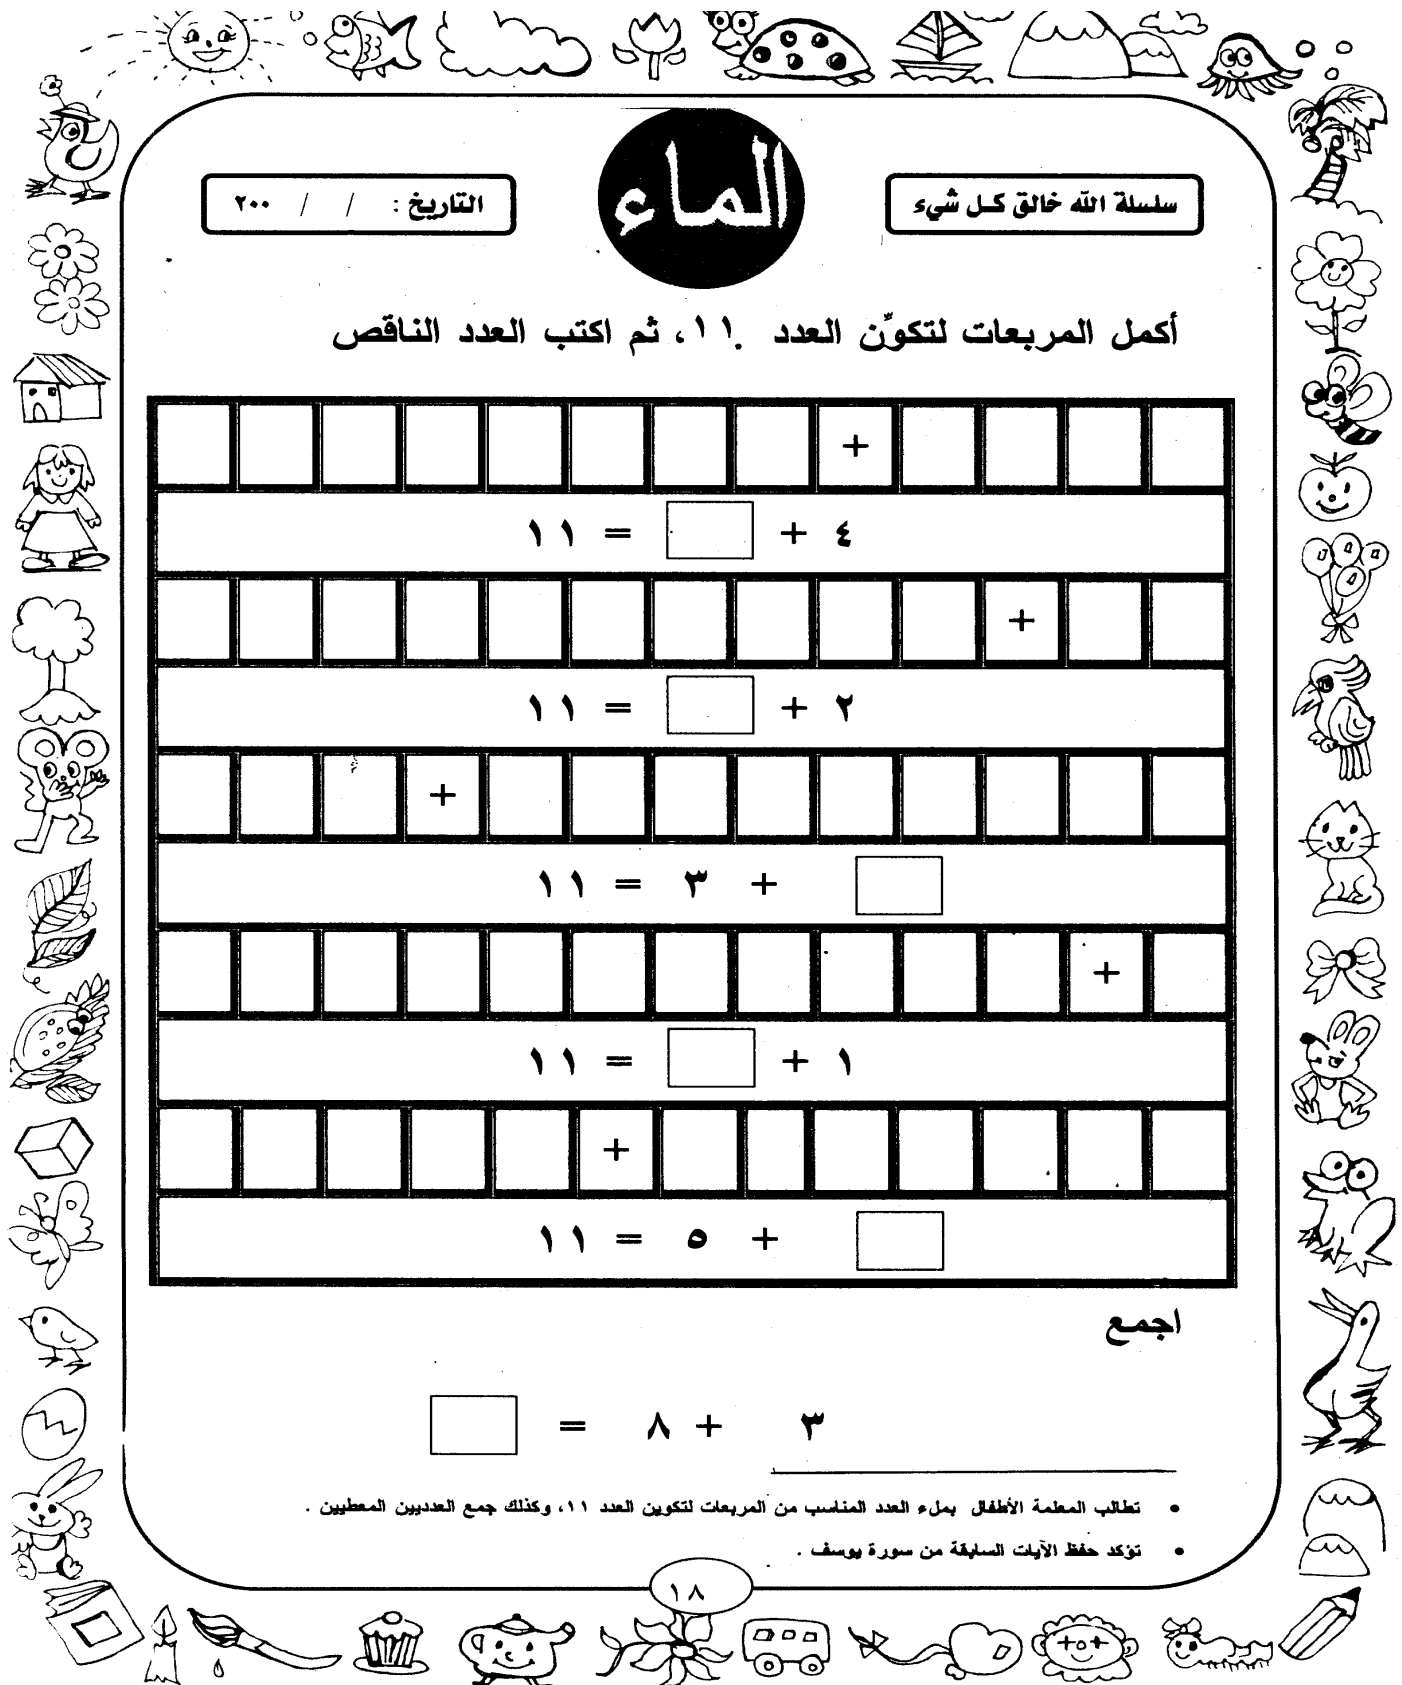 سلسلة الله خالق كـل شيء
الماء
التاريخ : / / ٢٠٠
أكمل المربعات لتكوِّن العدد ١١، ثم اكتب العدد الناقص
+
٤ + = ١١
+
٢ + = ١١
+
+ ٣ = ١١
+
١ + = ١١
+
+ ٥ = ١١
اجمع
٣ + ٨ =
• تطالب المعلمة الأطفال بملء العدد المناسب من المربعات لتكوين العدد ١١، وكذلك جمع العدديين المعطيين .
• تؤكد حفظ الآيات السابقة من سورة يوسف .
١٨